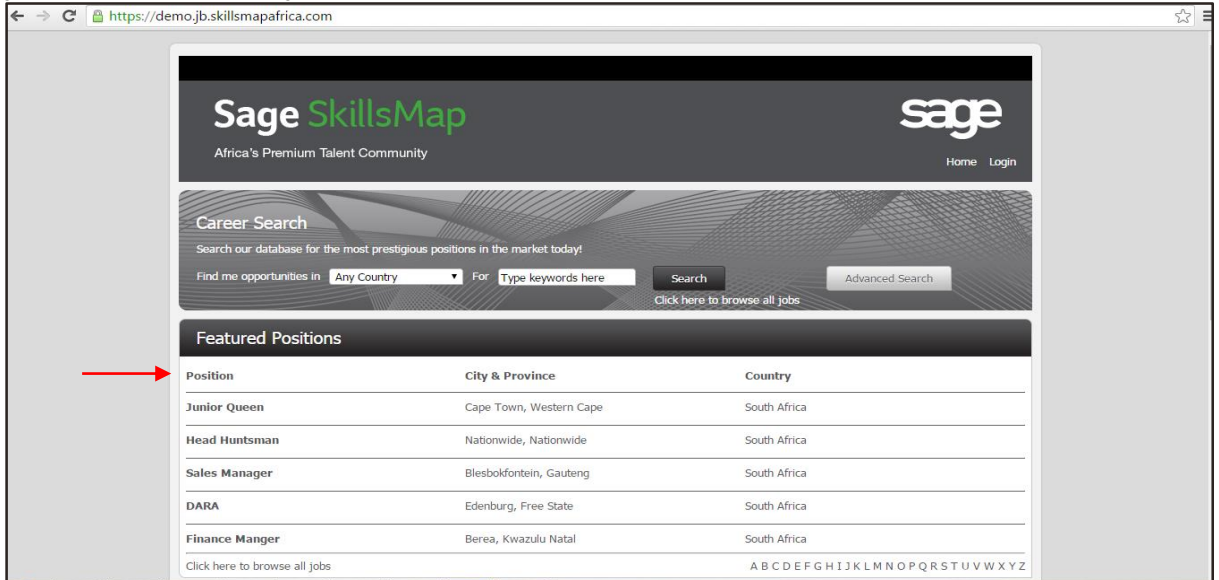 https://demo.jb.skillsmapafrica.com
Sage SkillsMap
sage
Africa's Premium Talent Community
Home Login
Career Search
Search our database for the most prestigious positions in the market today!
Find me opportunities in Any Country For Type keywords here Search Advanced Search
Click here to browse all jobs
Featured Positions
Position City & Province Country
Junior Queen Cape Town, Western Cape South Africa
Head Huntsman Nationwide, Nationwide South Africa
Sales Manager Blesbokfontein, Gauteng South Africa
DARA Edenburg, Free State South Africa
Finance Manger Berea, Kwazulu Natal South Africa
Click here to browse all jobs A B C D E F G H I J K L M N O P Q R S T U V W X Y Z